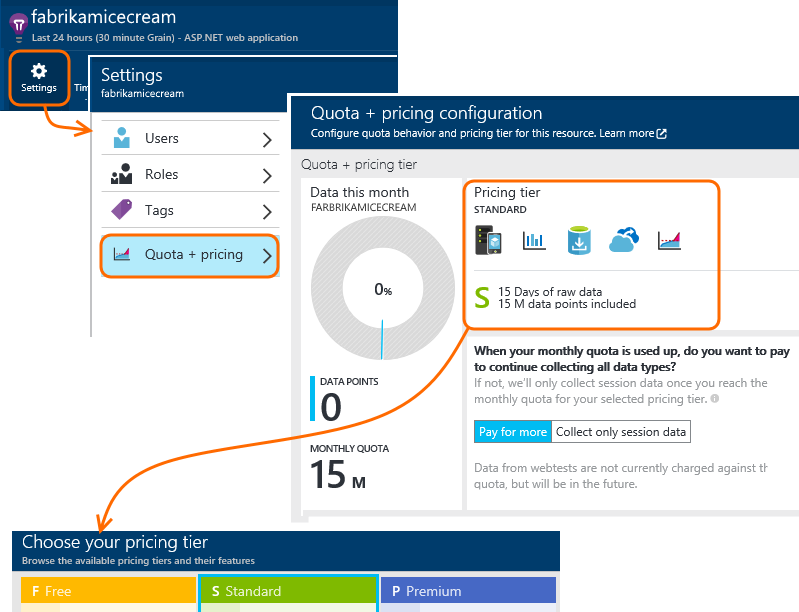 fabrikamicecream
Last 24 hours (30 minute Grain) - ASP.NET web application
Settings
Tim
Settings
fabrikamicecream
Users
Roles
Tags
Quota + pricing
Quota + pricing configuration
Configure quota behavior and pricing tier for this resource. Learn more
Quota + pricing tier
Data this month
FARBRIKAMICECREAM
0%
DATA POINTS
0
MONTHLY QUOTA
15 M
Pricing tier
STANDARD
S
15 Days of raw data
15 M data points included
When your monthly quota is used up, do you want to pay
to continue collecting all data types?
If not, we'll only collect session data once you reach the
monthly quota for your selected pricing tier.
Pay for more
Collect only session data
Data from webtests are not currently charged against th
quota, but will be in the future.
Choose your pricing tier
Browse the available pricing tiers and their features
F Free
S Standard
P Premium